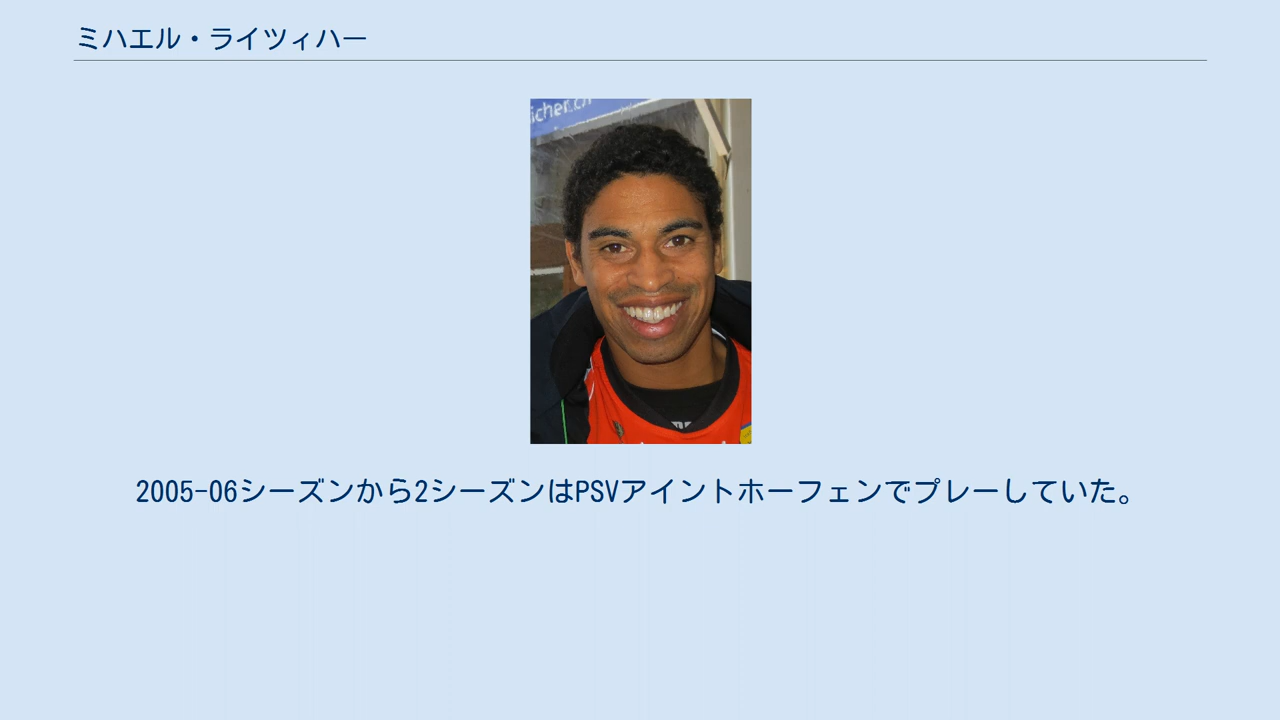 ミハエル・ライツィハー
icher.ch
2005-06シーズンから2シーズンはPSVアイントホーフェンでプレーしていた。